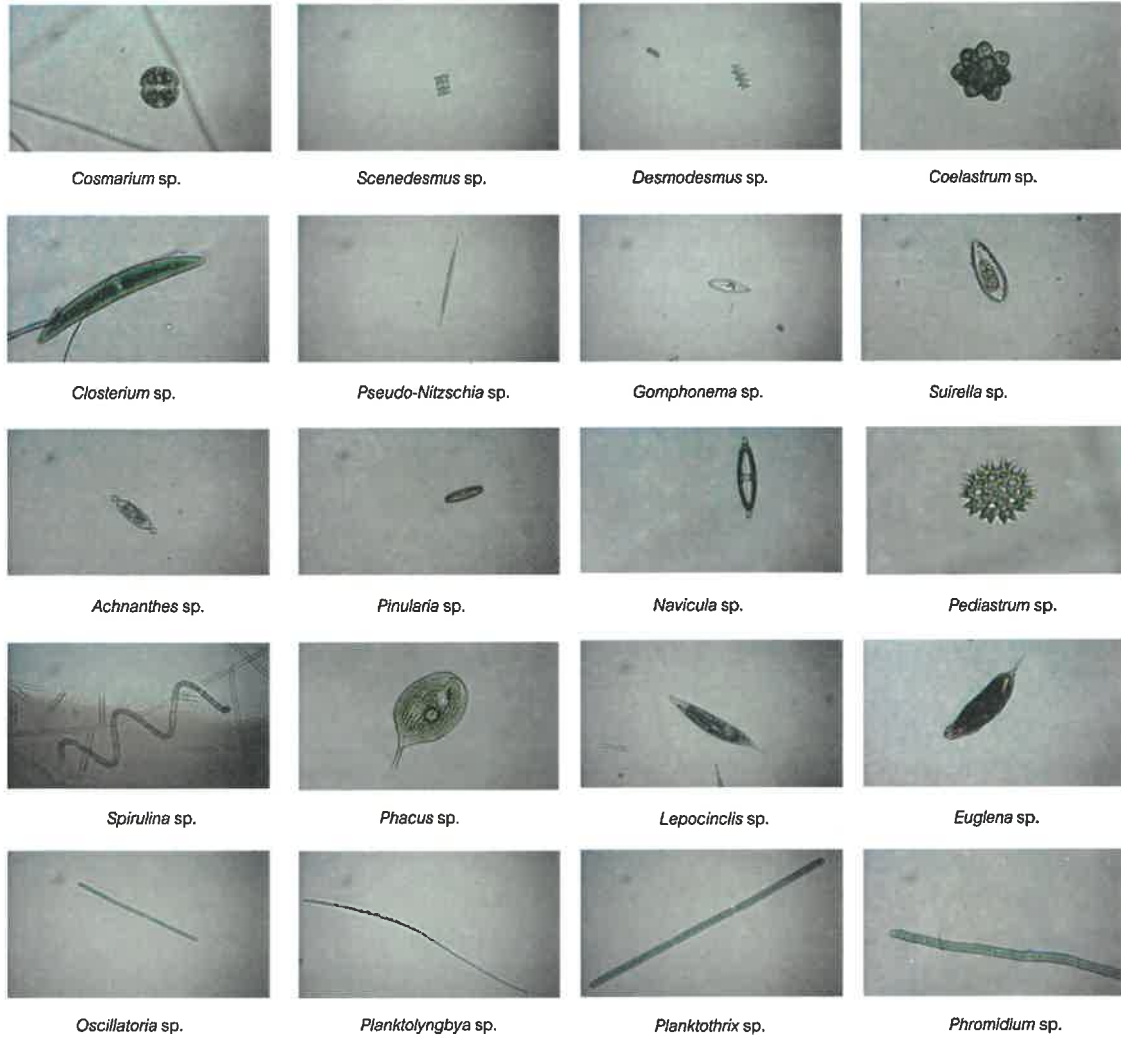 Cosmarium sp.
Scenedesmus sp.
Desmodesmus sp.
Coelastrum sp.
Closterium sp.
Pseudo-Nitzschia sp.
Gomphonema sp.
Suirella sp.
Achnanthes sp.
Pinularia sp.
Navicula sp.
Pediastrum sp.
Spirulina sp.
Phacus sp.
Lepocinclis sp.
Euglena sp.
Oscillatoria sp.
Planktolyngbya sp.
Planktothrix sp.
Phromidium sp.